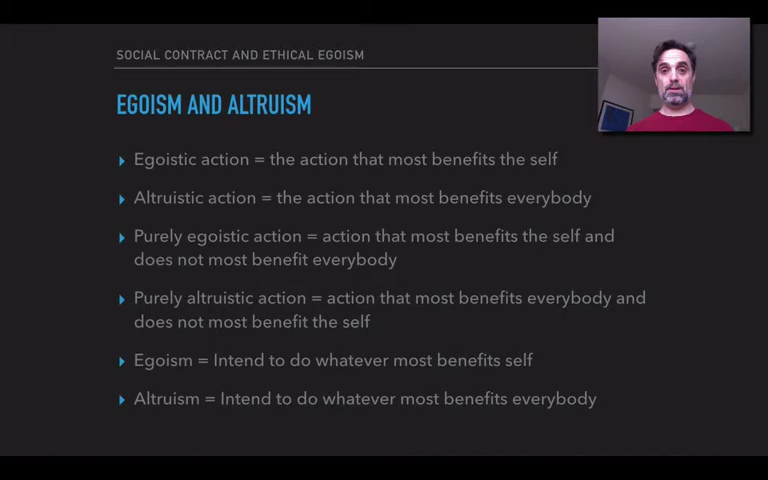 SOCIAL CONTRACT AND ETHICAL EGOISM
EGOISM AND ALTRUISM
Egoistic action = the action that most benefits the self
Altruistic action = the action that most benefits everybody
Purely egoistic action = action that most benefits the self and
does not most benefit everybody
Purely altruistic action = action that most benefits everybody and
does not most benefit the self
Egoism = Intend to do whatever most benefits self
Altruism = Intend to do whatever most benefits everybody